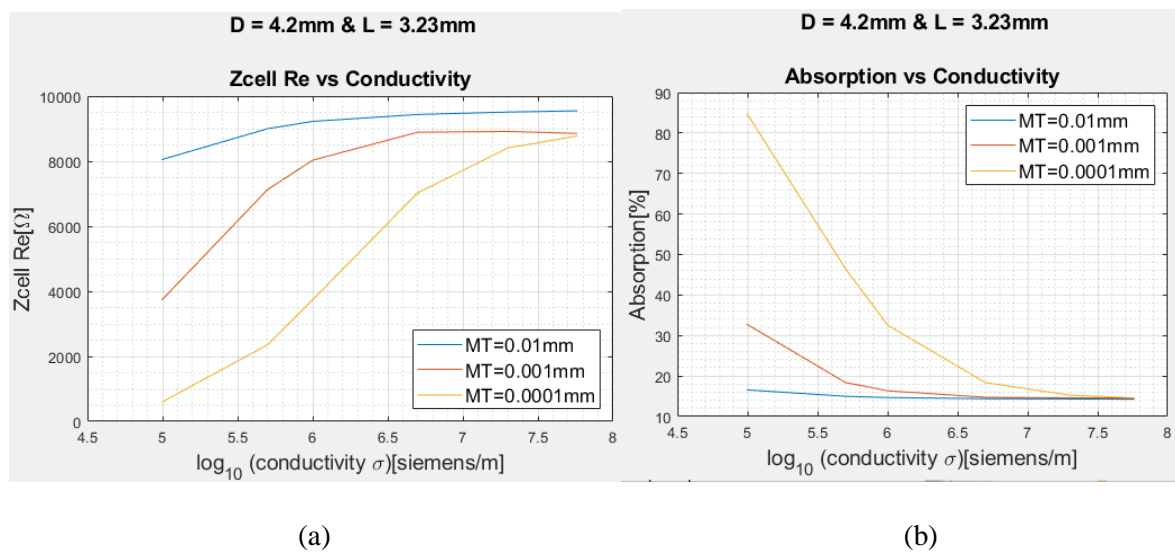 D = 4.2mm & L = 3.23mm
Zcell Re vs Conductivity
10000
8000
6000
4000
2000
0
Zcell Re[Ω]
MT=0.01mm
MT=0.001mm
MT=0.0001mm
4.5 5 5.5 6 6.5 7 7.5 8
log10 (conductivity σ)[siemens/m]
(a)
D = 4.2mm & L = 3.23mm
Absorption vs Conductivity
90
80
70
60
50
40
30
20
10
Absorption[%]
MT=0.01mm
MT=0.001mm
MT=0.0001mm
4.5 5 5.5 6 6.5 7 7.5 8
log10 (conductivity σ)[siemens/m]
(b)